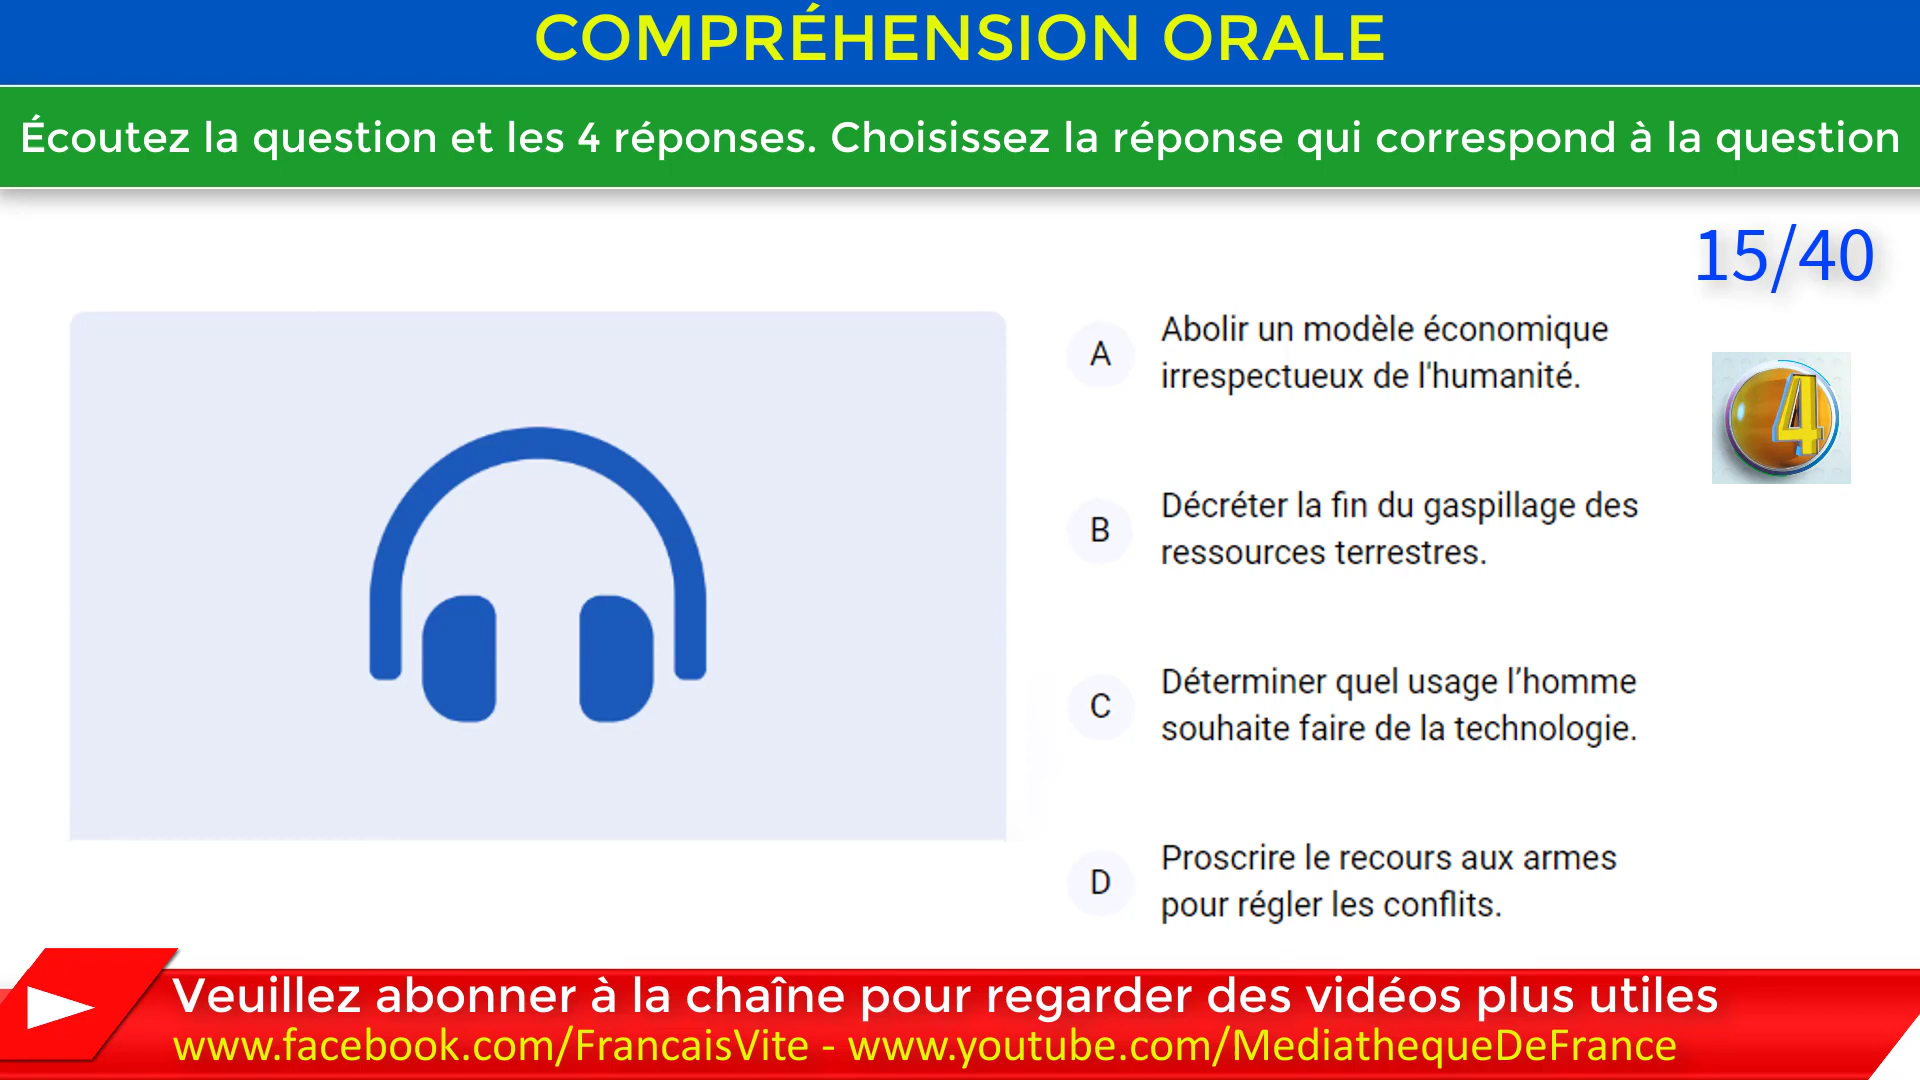 COMPRÉHENSION ORALE
Écoutez la question et les 4 réponses. Choisissez la réponse qui correspond à la question
15/40
A
Abolir un modèle économique
irrespectueux de l'humanité.
4
B
Décréter la fin du gaspillage des
ressources terrestres.
C
Déterminer quel usage l’homme
souhaite faire de la technologie.
D
Proscrire le recours aux armes
pour régler les conflits.
Veuillez abonner à la chaîne pour regarder des vidéos plus utiles
www.facebook.com/FrancaisVite - www.youtube.com/MediathequeDeFrance